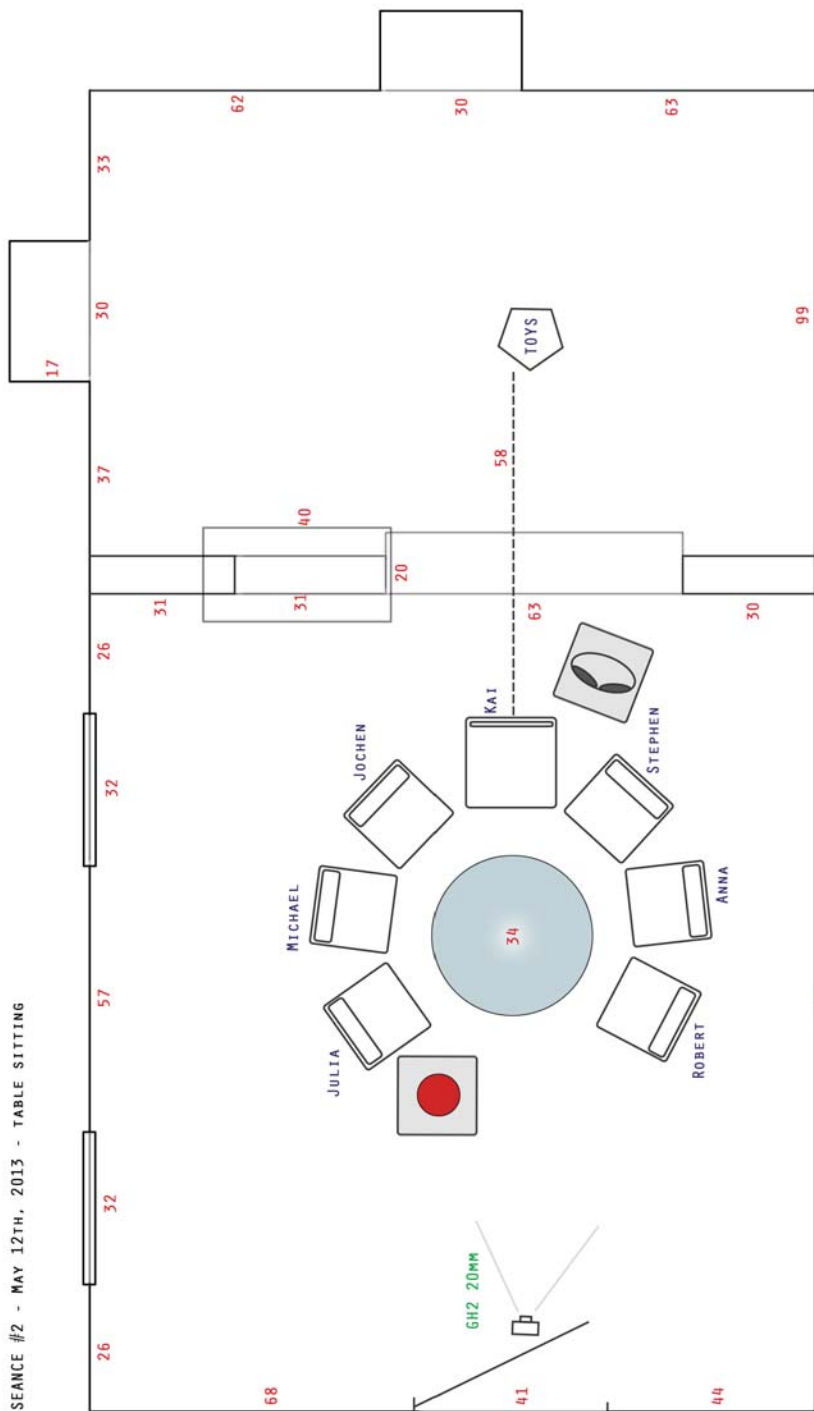 SEANCE #2 - MAY 12TH, 2013 - TABLE SITTING
26
32
57
32
26
31
31
40
20
63
30
37
30
17
33
62
30
63
99
58
TOYS
JULIA
MICHAEL
JOCHEN
KAI
STEPHEN
ANNA
ROBERT
34
GH2 20MM
68
41
44